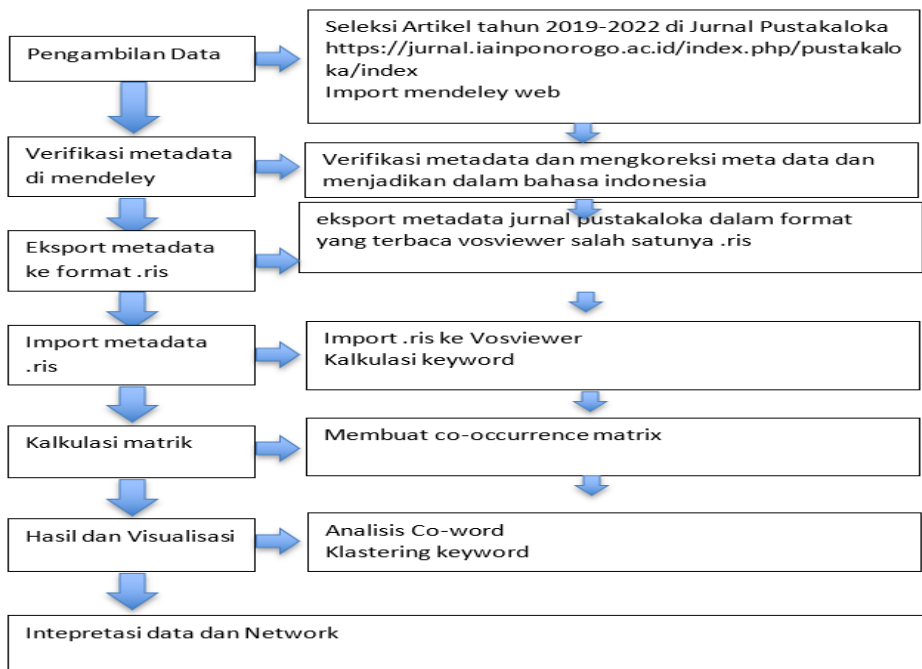 Pengambilan Data
Seleksi Artikel tahun 2019-2022 di Jurnal Pustakaloka
https://jurnal.iainponorogo.ac.id/index.php/pustakalo
ka/index
Import mendeley web
Verifikasi metadata
di mendeley
Verifikasi metadata dan mengkoreksi meta data dan
menjadikan dalam bahasa indonesia
Eksport metadata
ke format .ris
eksport metadata jurnal pustakaloka dalam format
yang terbaca vosviewer salah satunya .ris
Import metadata
.ris
Import .ris ke Vosviewer
Kalkulasi keyword
Kalkulasi matrik
Membuat co-occurrence matrix
Hasil dan Visualisasi
Analisis Co-word
Klastering keyword
Intepretasi data dan Network